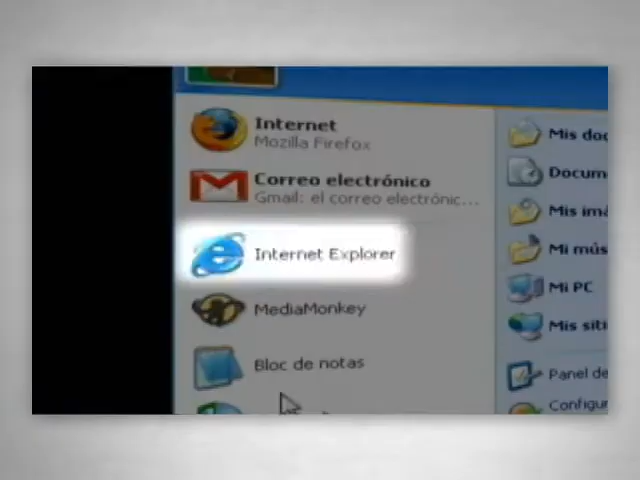 Internet
Mozilla Firefox
Correo electrónico
Gmail: el correo electrónic...
Internet Explorer
MediaMonkey
Bloc de notas
Mis doc
Docum
Mis imá
Mi mús
Mi PC
Mis siti
Panel de
Configur